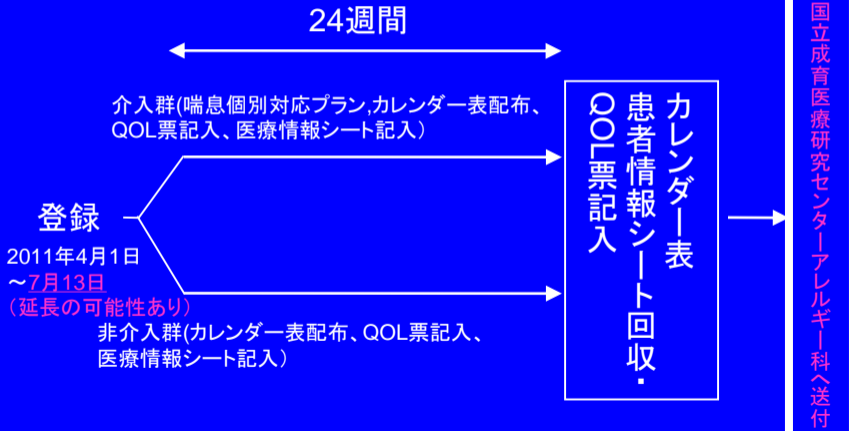 24週間
介入群(喘息個別対応プラン,カレンダー表配布、
QOL票記入、医療情報シート記入）
登録
2011年4月1日
～7月13日
（延長の可能性あり）
非介入群(カレンダー表配布、QOL票記入、
医療情報シート記入）
カレンダー表
患者情報シート回収・
QOL票記入
国立成育医療研究センターアレルギー科へ送付